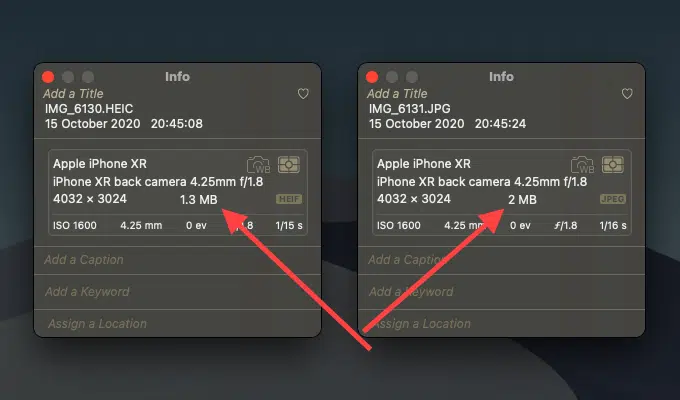 Info
Add a Title
IMG_6130.HEIC
15 October 2020 20:45:08
Apple iPhone XR
WB
iPhone XR back camera 4.25mm f/1.8
4032 × 3024 1.3 MB HEIF
ISO 1600 4.25 mm 0 ev 1.8 1/15 s
Add a Caption
Add a Keyword
Assign a Location
Info
Add a Title
IMG_6131.JPG
15 October 2020 20:45:24
Apple iPhone XR
WB
iPhone XR back camera 4.25mm f/1.8
4032 × 3024 2 MB JPEG
ISO 1600 4.25 mm 0 ev ƒ/1.8 1/16 s
Add a Caption
Add a Keyword
Assign a Location